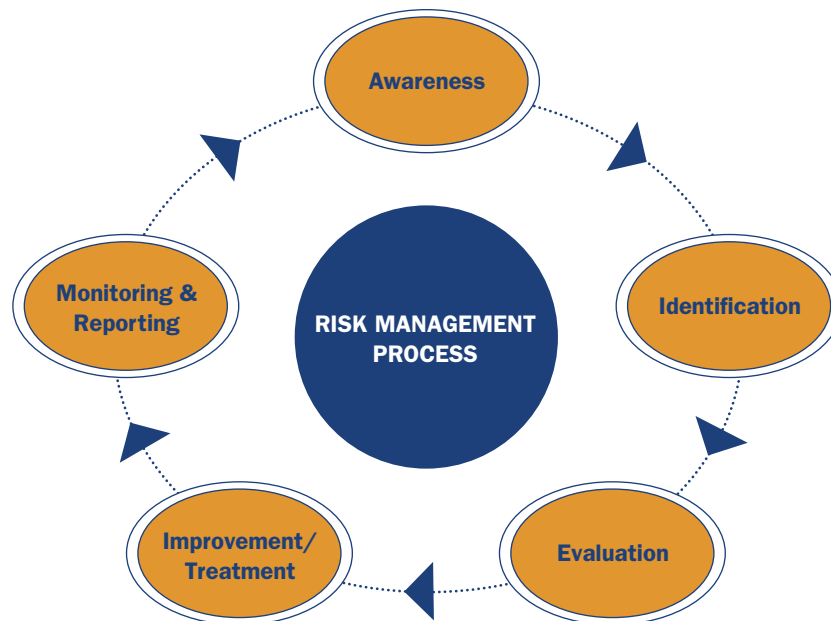 Awareness
Identification
Evaluation
Improvement/
Treatment
Monitoring &
Reporting
RISK MANAGEMENT
PROCESS